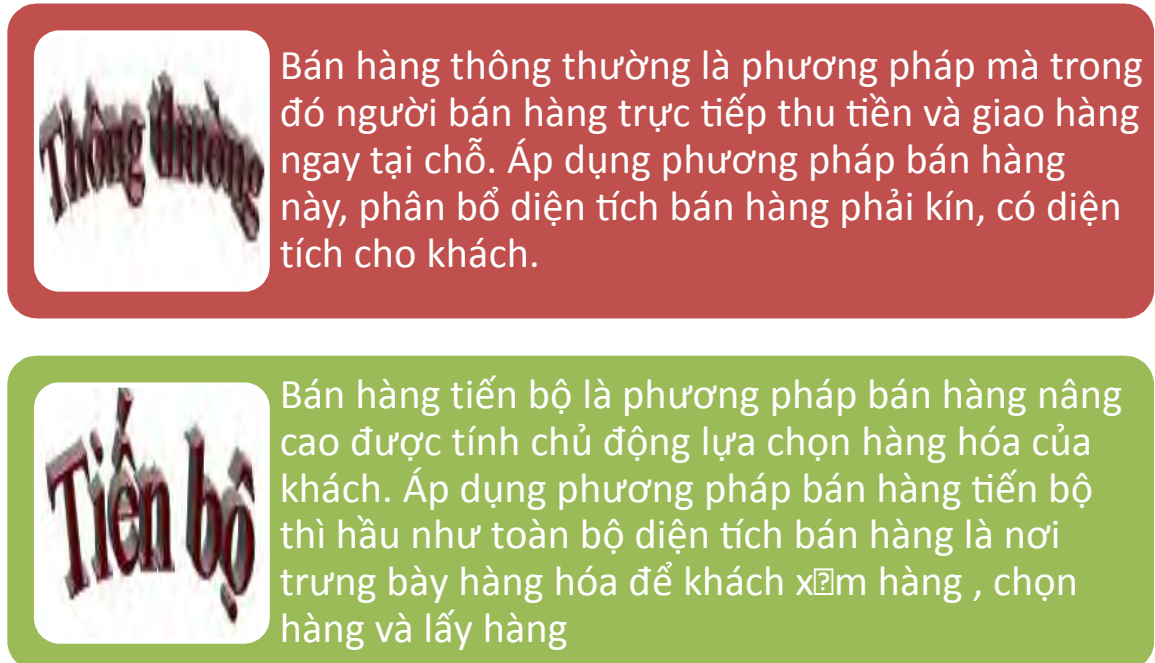 Thông thường
Bán hàng thông thường là phương pháp mà trong
đó người bán hàng trực tiếp thu tiền và giao hàng
ngay tại chỗ. Áp dụng phương pháp bán hàng
này, phân bổ diện tích bán hàng phải kín, có diện
tích cho khách.
Tiến bộ
Bán hàng tiến bộ là phương pháp bán hàng nâng
cao được tính chủ động lựa chọn hàng hóa của
khách. Áp dụng phương pháp bán hàng tiến bộ
thì hầu như toàn bộ diện tích bán hàng là nơi
trưng bày hàng hóa để khách x⍰m hàng , chọn
hàng và lấy hàng